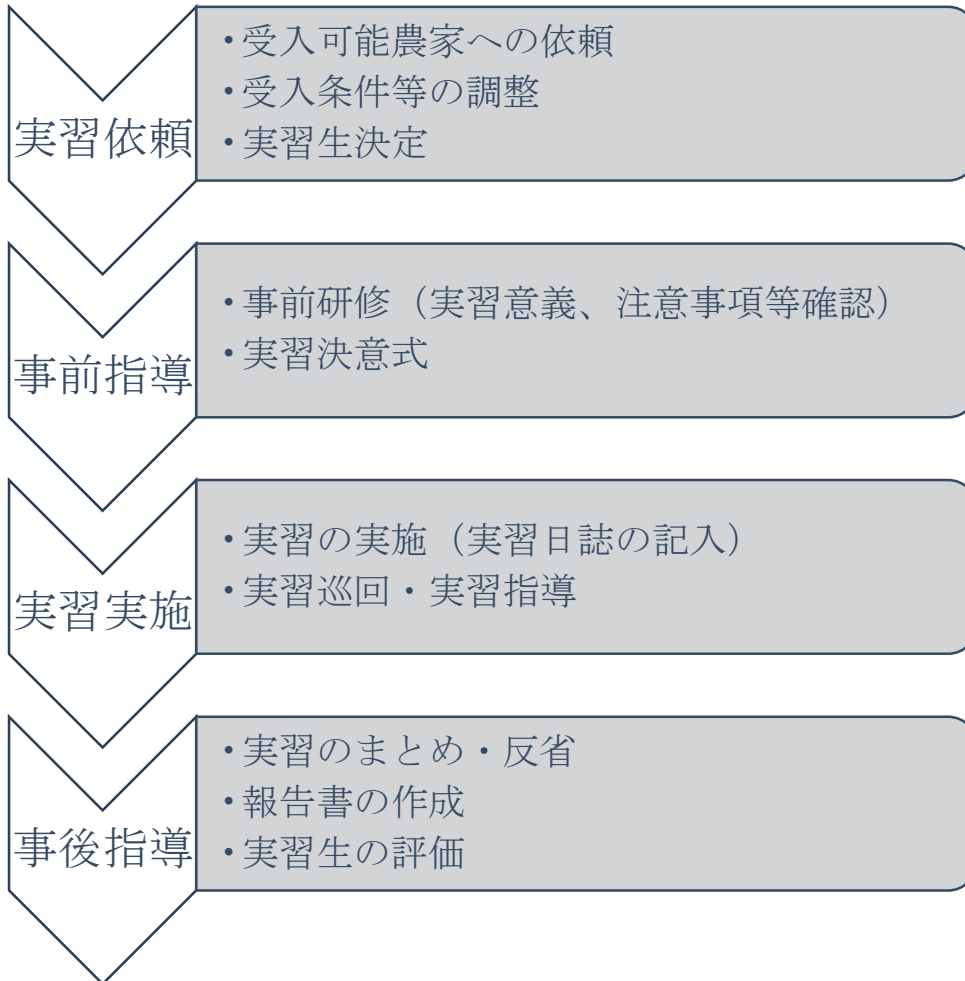 実習依頼
・受入可能農家への依頼
・受入条件等の調整
・実習生決定
事前指導
・事前研修（実習意義、注意事項等確認）
・実習決意式
実習実施
・実習の実施（実習日誌の記入）
・実習巡回・実習指導
事後指導
・実習のまとめ・反省
・報告書の作成
・実習生の評価